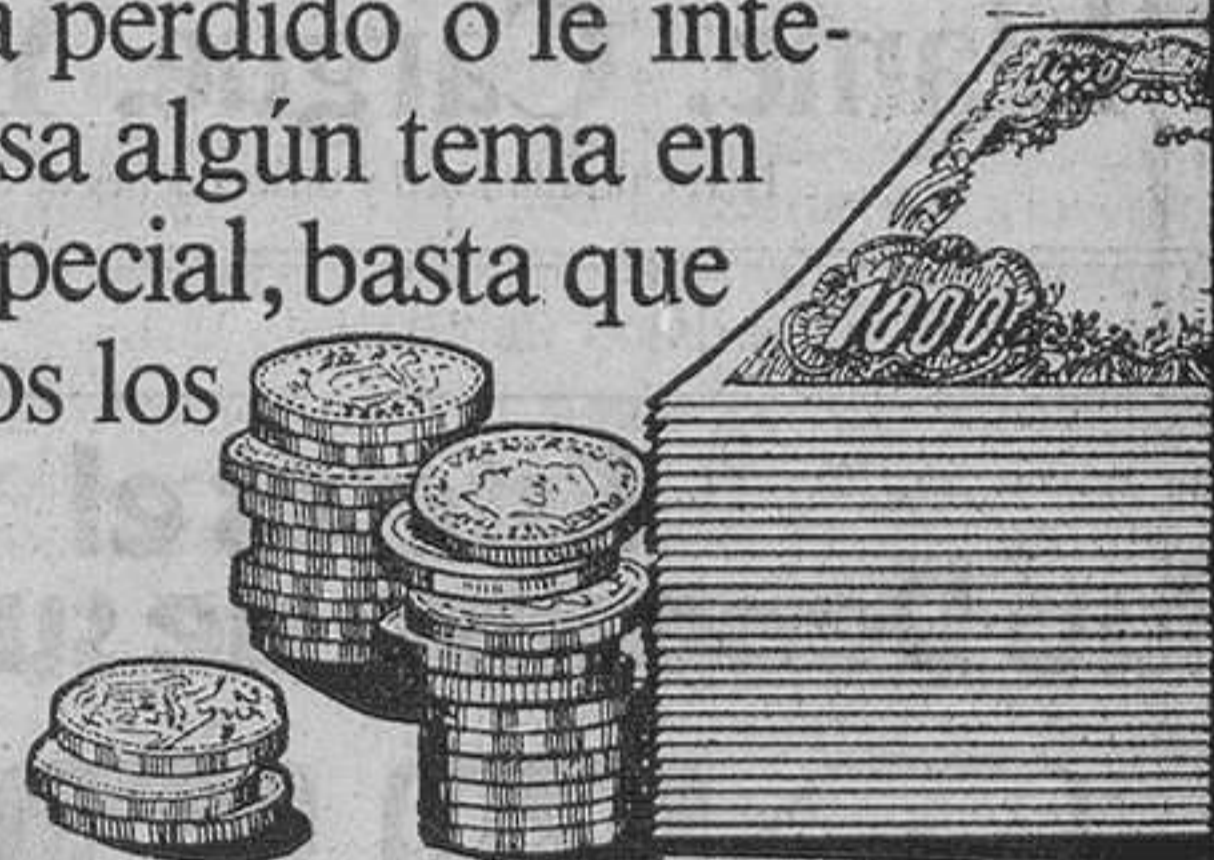 a perdido o le inte-
sa algún tema en
pecial, basta que
os los
1000